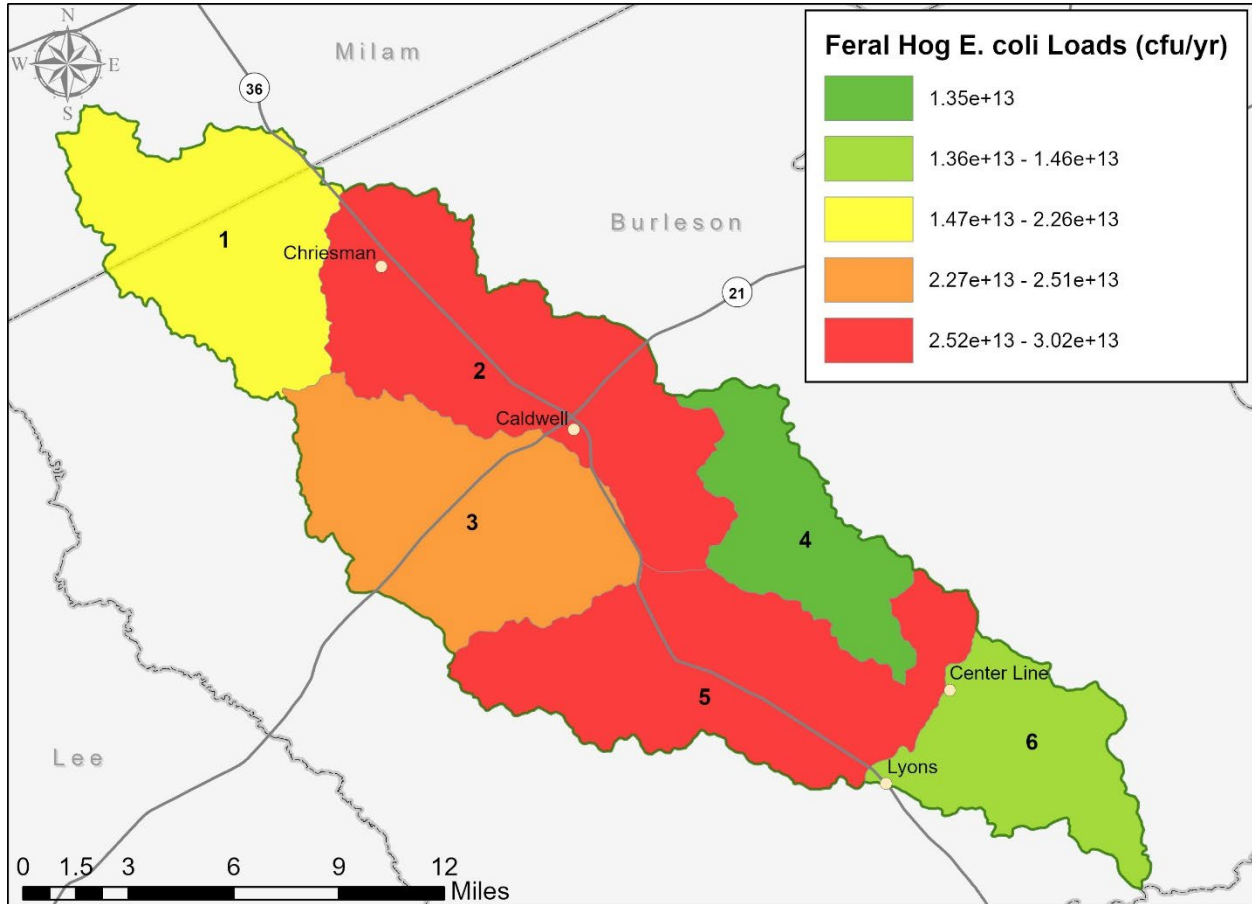 Milam
Feral Hog E. coli Loads (cfu/yr)
N
W
E
S
36
1.35e+13
1.36e+13 - 1.46e+13
1.47e+13 - 2.26e+13
2.27e+13 - 2.51e+13
2.52e+13 - 3.02e+13
Burleson
1
Chriesman
21
2
Caldwell
3
4
Center Line
5
6
Lee
Lyons
0 1.5 3 6 9 12
Miles